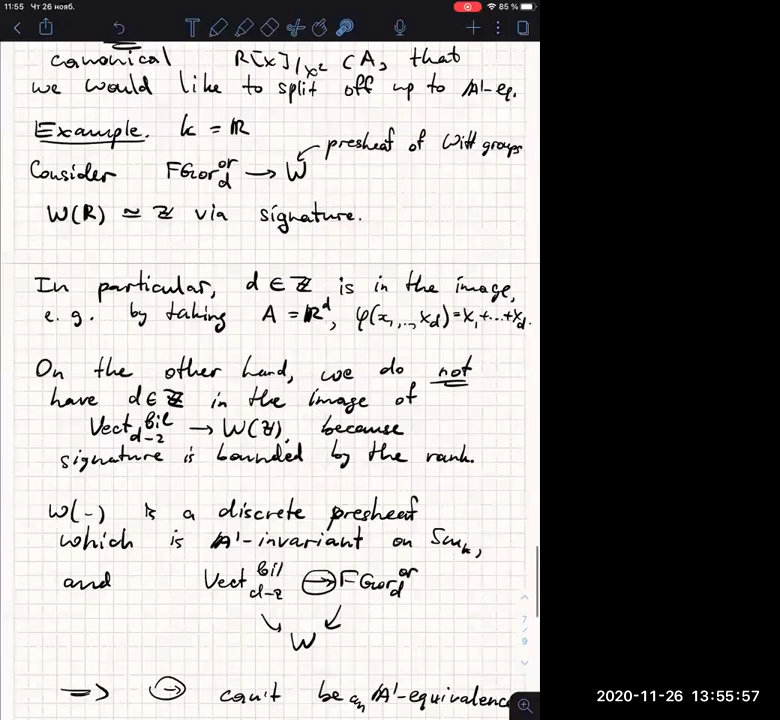 11:55 Чт 26 нояб.
85 %
canonical R[x]/x² ⊂ A, that
we would like to split off up to A¹-eq.
Example. k = R
presheaf of Witt groups
Consider FGor^or_d → W
W(R) ≃ Z via signature.
In particular, d ∈ Z is in the image,
e.g. by taking A = R^d, φ(x₁,..,x_d) = x₁+...+x_d.
On the other hand, we do not
have d ∈ Z in the image of
Vect^bil_d-2 → W(Z), because
signature is bounded by the rank.
W(-) is a discrete presheaf
which is A¹-invariant on Sm_k,
and Vect^bil_d-2 → FGor^or_d
↘ ↙
W
⇒ → can't be an A¹-equivalence
7/9
2020-11-26 13:55:57